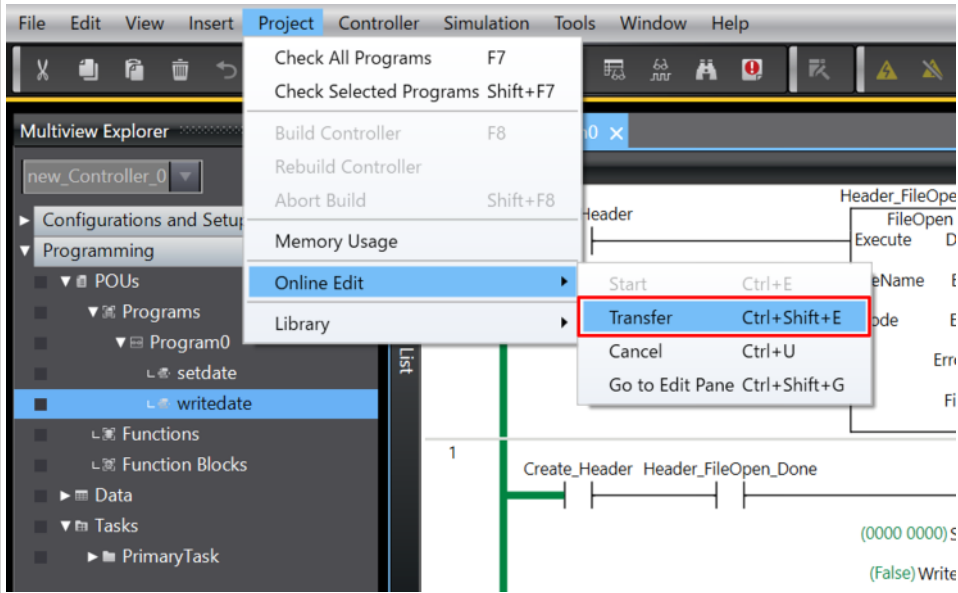 File Edit View Insert Project Controller Simulation Tools Window Help
Check All Programs F7
Check Selected Programs Shift+F7
Build Controller F8
Rebuild Controller
Abort Build Shift+F8
Memory Usage
Online Edit
Library
Start Ctrl+E
Transfer Ctrl+Shift+E
Cancel Ctrl+U
Go to Edit Pane Ctrl+Shift+G
Multiview Explorer
new_Controller_0
Configurations and Setu
Programming
POUs
Programs
Program0
setdate
writedate
Functions
Function Blocks
Data
Tasks
PrimaryTask
List
Header
Header_FileOpe
FileOpen
Execute D
eName E
ode E
Erro
Fi
1
Create_Header Header_FileOpen_Done
(0000 0000) S
(False) Write